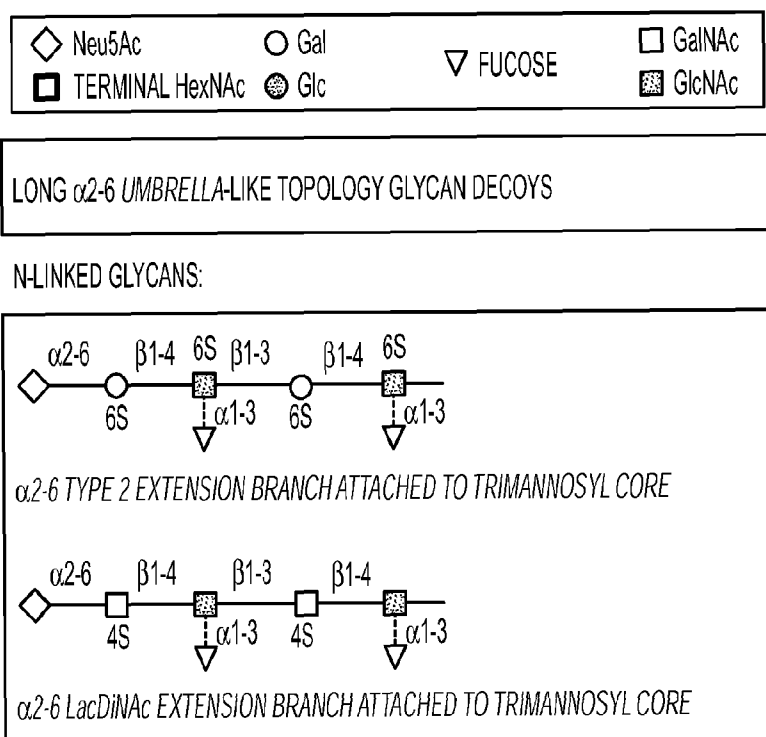 Neu5Ac Gal FUCOSE GalNAc
TERMINAL HexNAc Glc GlcNAc
LONG α2-6 UMBRELLA-LIKE TOPOLOGY GLYCAN DECOYS
N-LINKED GLYCANS:
α2-6 β1-4 6S β1-3 β1-4 6S
6S α1-3 6S α1-3
α2-6 TYPE 2 EXTENSION BRANCH ATTACHED TO TRIMANNOSYL CORE
α2-6 β1-4 β1-3 β1-4
4S α1-3 4S α1-3
α2-6 LacDiNAc EXTENSION BRANCH ATTACHED TO TRIMANNOSYL CORE